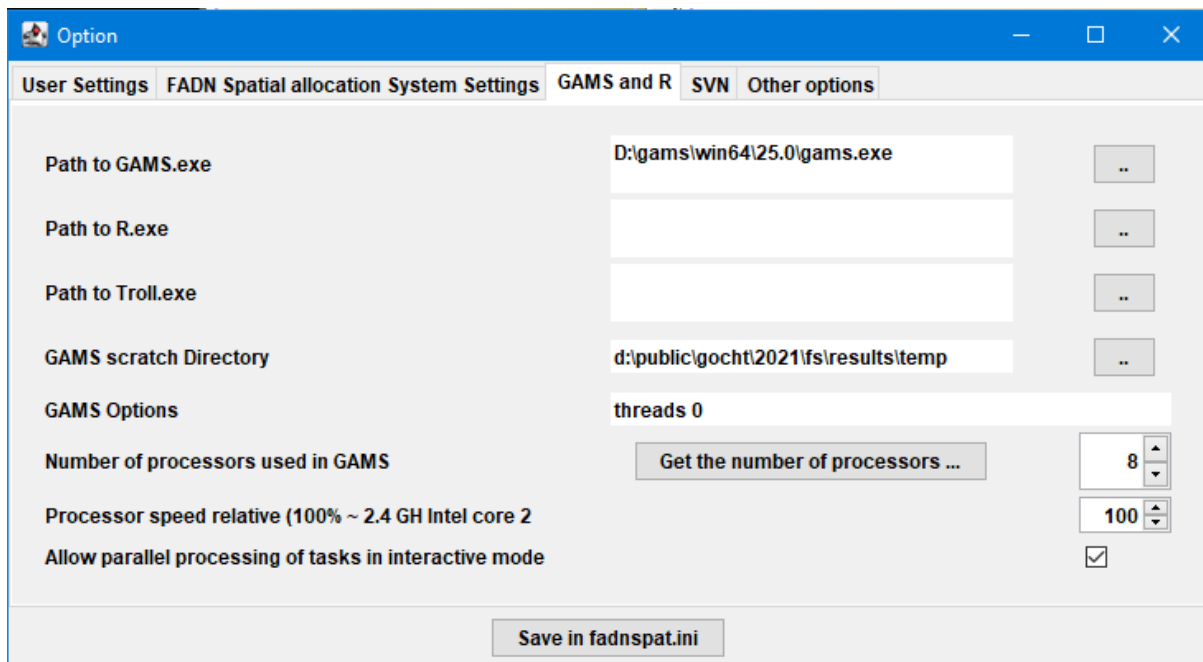 Option
User Settings FADN Spatial allocation System Settings GAMS and R SVN Other options
Path to GAMS.exe D:\gams\win64\25.0\gams.exe ..
Path to R.exe ..
Path to Troll.exe ..
GAMS scratch Directory d:\public\gocht\2021\fs\results\temp ..
GAMS Options threads 0
Number of processors used in GAMS Get the number of processors ... 8
Processor speed relative (100% ~ 2.4 GH Intel core 2 100
Allow parallel processing of tasks in interactive mode
Save in fadnspat.ini